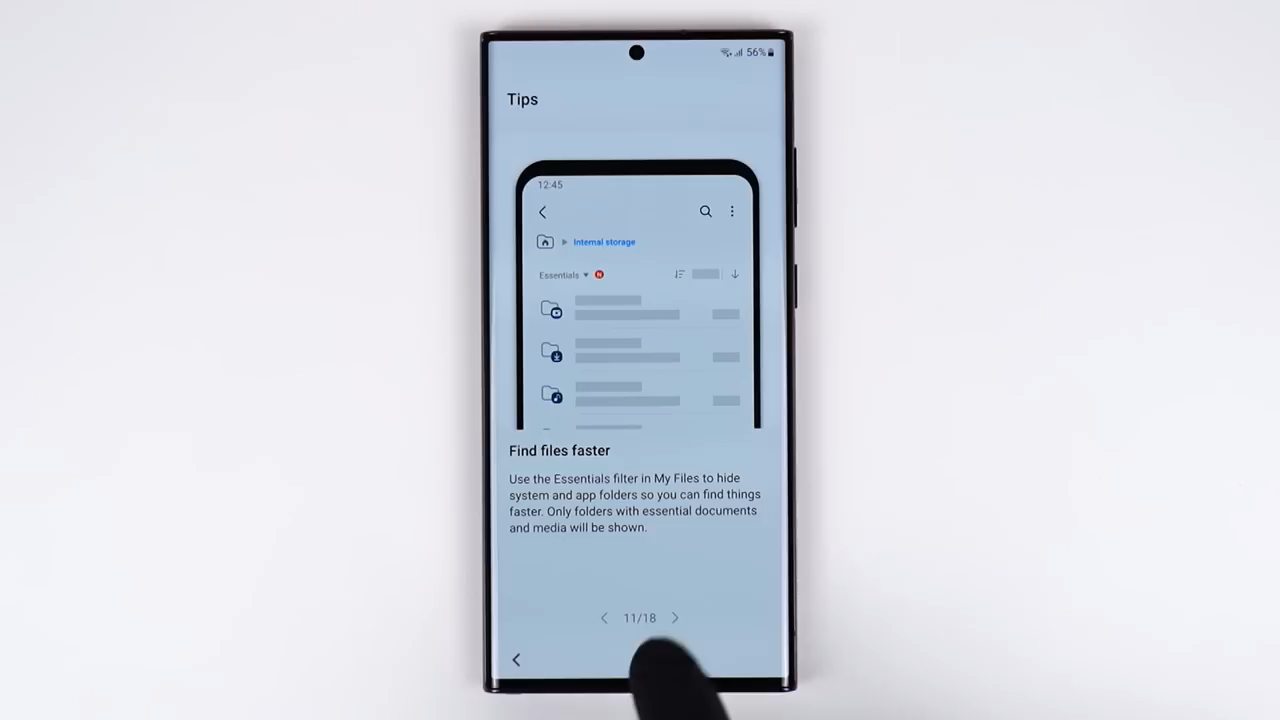 56%
Tips
12:45
Internal storage
Essentials
N
Find files faster
Use the Essentials filter in My Files to hide
system and app folders so you can find things
faster. Only folders with essential documents
and media will be shown.
11/18